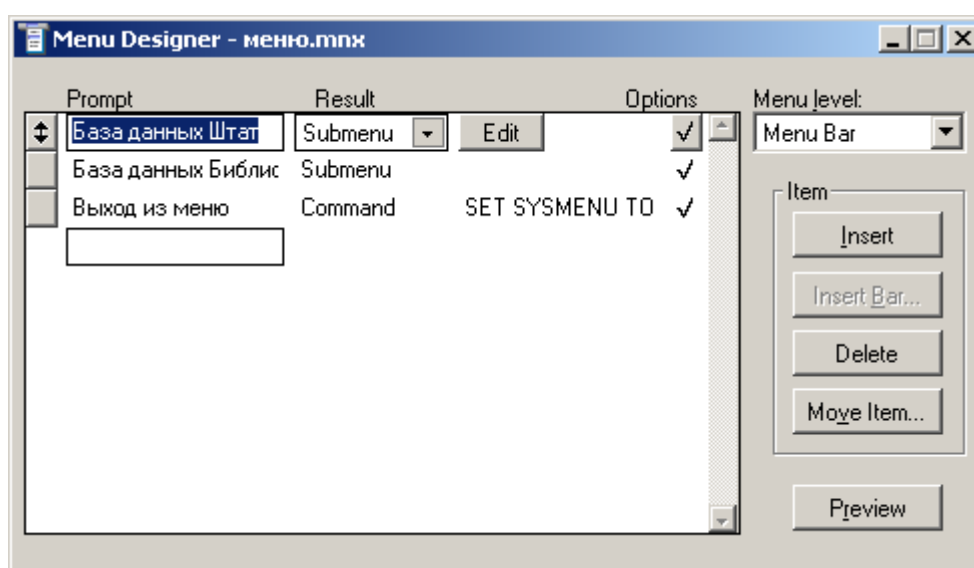 Menu Designer - меню.mnx
Prompt Result Options Menu level:
База данных Штат Submenu Edit Menu Bar
База данных Библис Submenu
Выход из меню Command SET SYSMENU TO
Item
Insert
Insert Bar...
Delete
Move Item...
Preview